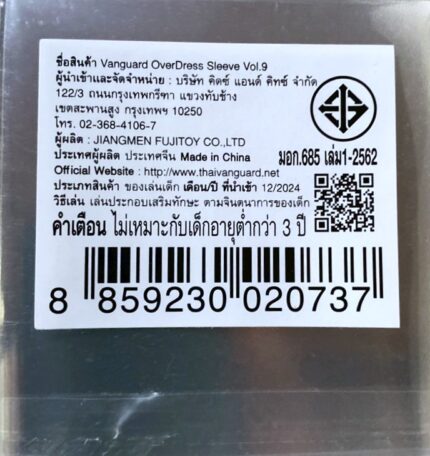 ชื่อสินค้า Vanguard OverDress Sleeve Vol.9
ผู้นำเข้าและจัดจำหน่าย : บริษัท คิดซ์ แอนด์ คิทซ์ จำกัด
122/3 ถนนกรุงเทพกรีฑา แขวงทับช้าง
เขตสะพานสูง กรุงเทพฯ 10250
โทร. 02-368-4106-7
ผู้ผลิต : JIANGMEN FUJITOY CO.,LTD
ประเทศผู้ผลิต ประเทศจีน Made in China
มอก.685 เล่ม1-2562
Official Website : http://www.thaivanguard.net
ประเภทสินค้า ของเล่นเด็ก เดือน/ปี ที่นำเข้า 12/2024
วิธีเล่น เล่นประกอบเสริมทักษะ ตามจินตนาการของเด็ก
คำเตือน ไม่เหมาะกับเด็กอายุต่ำกว่า 3 ปี
8 859230 020737